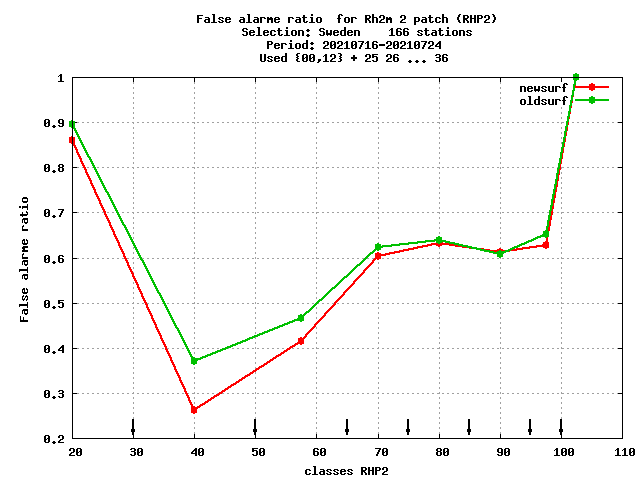 False alarme ratio  for Rh2m 2 patch (RHP2)
Selection: Sweden    166 stations
Period: 20210716-20210724
Used {00,12} + 25 26 ... 36
newsurf
oldsurf
1
0.9
0.8
0.7
0.6
0.5
0.4
0.3
0.2
False alarme ratio
20 30 40 50 60 70 80 90 100 110
classes RHP2